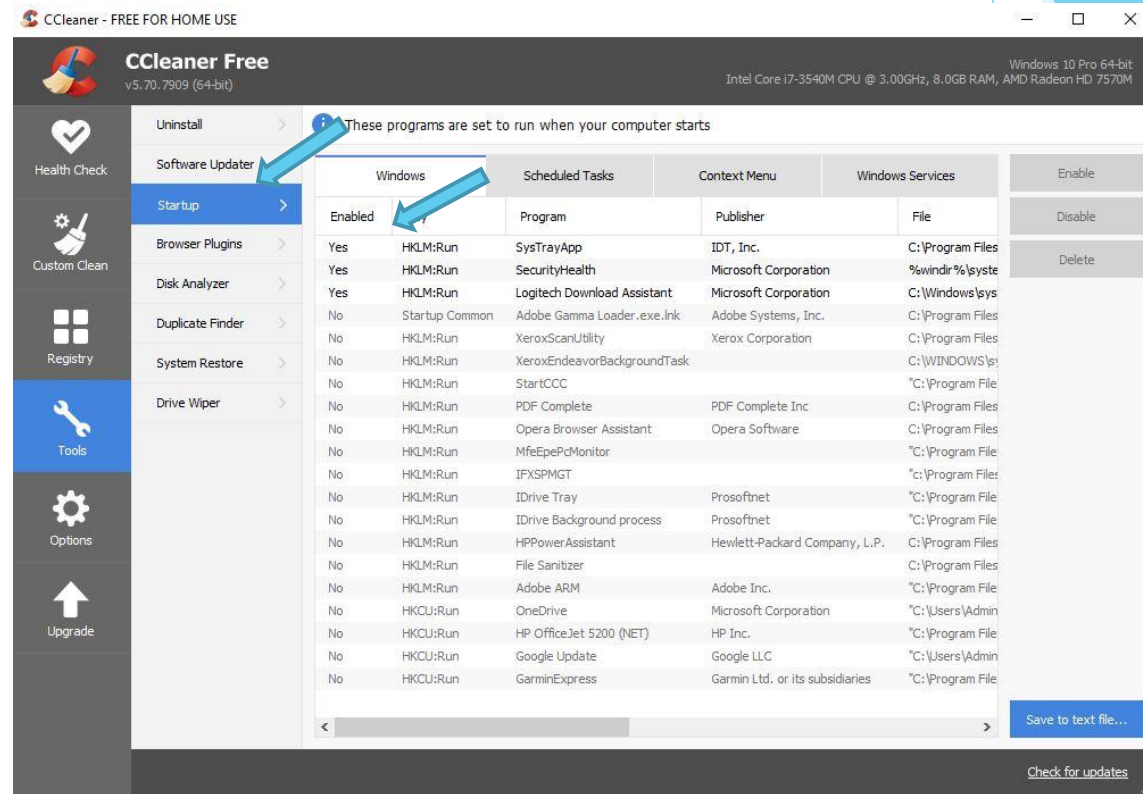 CCleaner - FREE FOR HOME USE
CCleaner Free
v5.70.7909 (64-bit)
Windows 10 Pro 64-bit
Intel Core i7-3540M CPU @ 3.00GHz, 8.0GB RAM, AMD Radeon HD 7570M
Health Check
Custom Clean
Registry
Tools
Options
Upgrade
Uninstall
Software Updater
Startup
Browser Plugins
Disk Analyzer
Duplicate Finder
System Restore
Drive Wiper
These programs are set to run when your computer starts
Windows Scheduled Tasks Context Menu Windows Services
Enabled Program Publisher File
Yes HKLM:Run SysTrayApp IDT, Inc. C:\Program Files
Yes HKLM:Run SecurityHealth Microsoft Corporation %windir%\syste
Yes HKLM:Run Logitech Download Assistant Microsoft Corporation C:\Windows\sys
No Startup Common Adobe Gamma Loader.exe.lnk Adobe Systems, Inc. C:\Program Files
No HKLM:Run XeroxScanUtility Xerox Corporation C:\Program Files
No HKLM:Run XeroxEndeavorBackgroundTask C:\WINDOWS\sy
No HKLM:Run StartCCC "C:\Program File
No HKLM:Run PDF Complete PDF Complete Inc C:\Program Files
No HKLM:Run Opera Browser Assistant Opera Software C:\Program Files
No HKLM:Run MfeEpePcMonitor "C:\Program File
No HKLM:Run IFXSPMGT "c:\Program Files
No HKLM:Run IDrive Tray Prosoftnet "C:\Program File
No HKLM:Run IDrive Background process Prosoftnet "C:\Program File
No HKLM:Run HPPowerAssistant Hewlett-Packard Company, L.P. C:\Program Files
No HKLM:Run File Sanitizer C:\Program Files
No HKLM:Run Adobe ARM Adobe Inc. "C:\Program File
No HKCU:Run OneDrive Microsoft Corporation "C:\Users\Admin
No HKCU:Run HP OfficeJet 5200 (NET) HP Inc. "C:\Program File
No HKCU:Run Google Update Google LLC "C:\Users\Admin
No HKCU:Run GarminExpress Garmin Ltd. or its subsidiaries "C:\Program File
Enable
Disable
Delete
Save to text file...
Check for updates